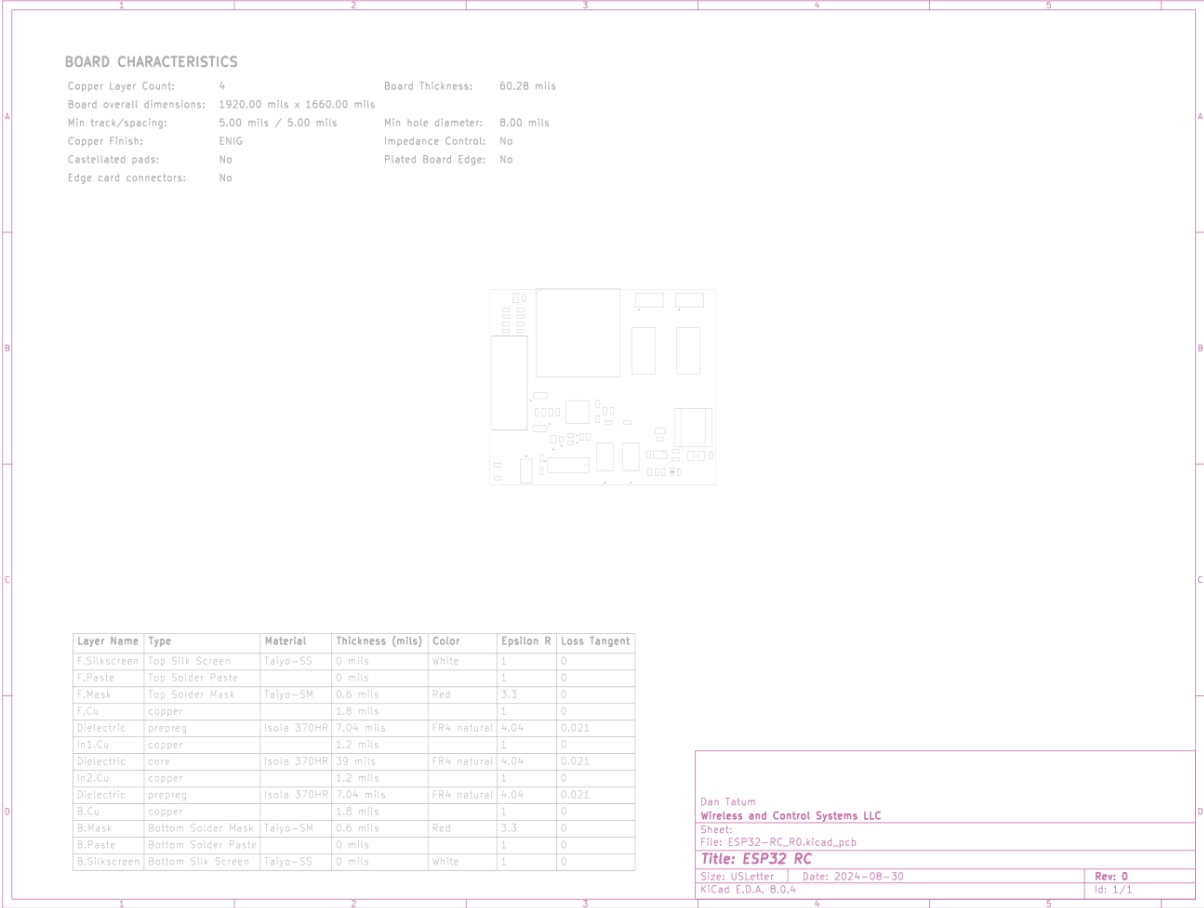 1 2 3 4 5
A A
BOARD CHARACTERISTICS
Copper Layer Count: 4 Board Thickness: 60.28 mils
Board overall dimensions: 1920.00 mils x 1660.00 mils
Min track/spacing: 5.00 mils / 5.00 mils Min hole diameter: 8.00 mils
Copper Finish: ENIG Impedance Control: No
Castellated pads: No Plated Board Edge: No
Edge card connectors: No
B B
C C
Layer Name Type Material Thickness (mils) Color Epsilon R Loss Tangent
F.Silkscreen Top Silk Screen Taiyo-SS 0 mils White 1 0
F.Paste Top Solder Paste 0 mils 1 0
F.Mask Top Solder Mask Taiyo-SM 0.6 mils Red 3.3 0
F.Cu copper 1.8 mils 1 0
Dielectric prepreg Isola 370HR 7.04 mils FR4 natural 4.04 0.021
In1.Cu copper 1.2 mils 1 0
Dielectric core Isola 370HR 39 mils FR4 natural 4.04 0.021
In2.Cu copper 1.2 mils 1 0
Dielectric prepreg Isola 370HR 7.04 mils FR4 natural 4.04 0.021
B.Cu copper 1.8 mils 1 0
B.Mask Bottom Solder Mask Taiyo-SM 0.6 mils Red 3.3 0
B.Paste Bottom Solder Paste 0 mils 1 0
B.Silkscreen Bottom Silk Screen Taiyo-SS 0 mils White 1 0
D D
Dan Tatum
Wireless and Control Systems LLC
Sheet:
File: ESP32-RC_R0.kicad_pcb
Title: ESP32 RC
Size: USLetter Date: 2024-08-30 Rev: 0
KiCad E.D.A. 8.0.4 Id: 1/1
1 2 3 4 5